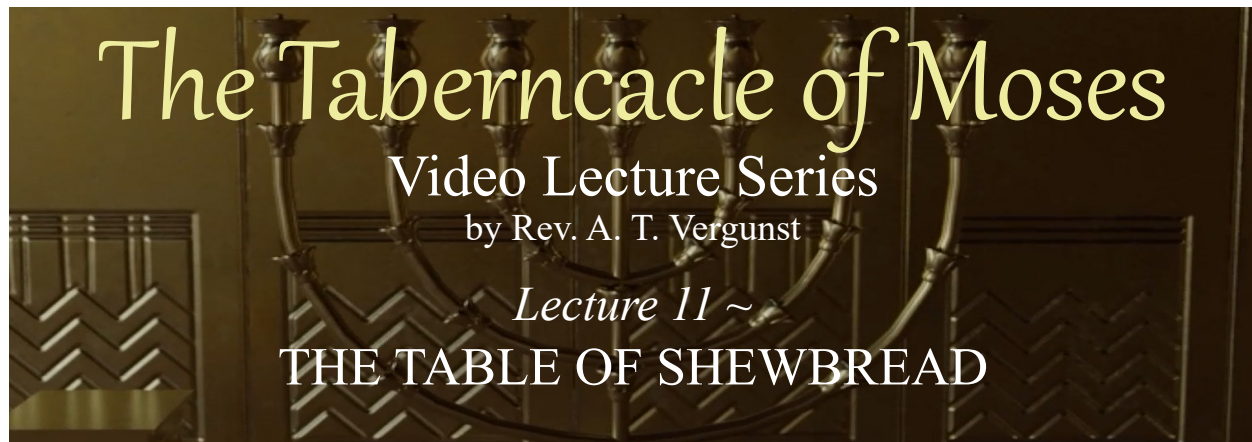 The Taberncacle of Moses
Video Lecture Series
by Rev. A. T. Vergunst
Lecture 11 ~
THE TABLE OF SHEWBREAD